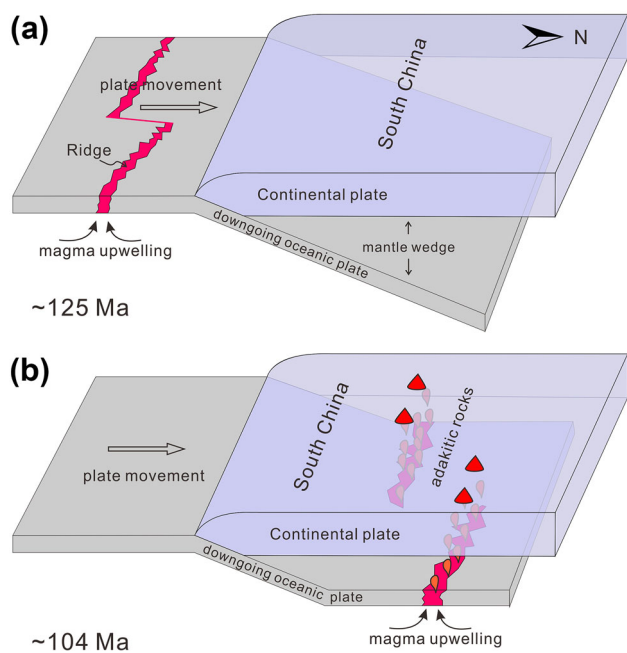 (a)
N
plate movement
South China
Ridge
Continental plate
downgoing oceanic plate
mantle wedge
magma upwelling
~125 Ma
(b)
South China
adakitic rocks
plate movement
Continental plate
downgoing oceanic plate
magma upwelling
~104 Ma